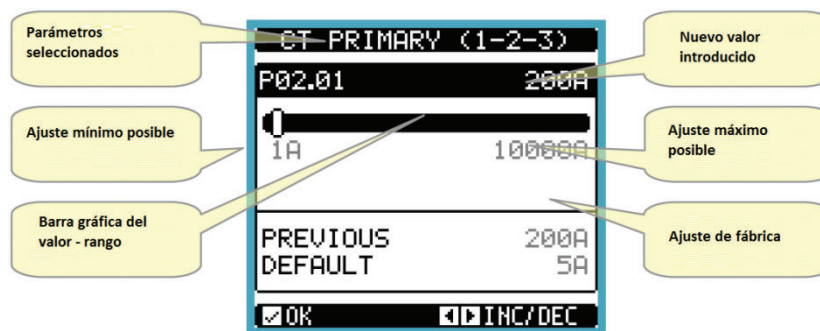 Parámetros
seleccionados
CT PRIMARY (1-2-3)
Nuevo valor
introducido
P02.01 200A
Ajuste mínimo posible
1A 10000A
Ajuste máximo
posible
Barra gráfica del
valor - rango
PREVIOUS 200A
DEFAULT 5A
Ajuste de fábrica
OK INC/DEC